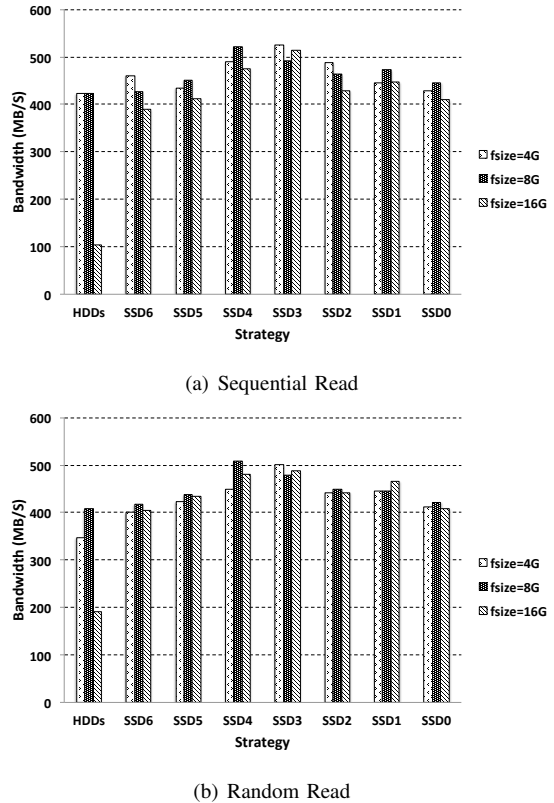 600
500
400
300
200
100
0
Bandwidth (MB/S)
fsize=4G
fsize=8G
fsize=16G
HDDs SSD6 SSD5 SSD4 SSD3 SSD2 SSD1 SSD0
Strategy
(a) Sequential Read
600
500
400
300
200
100
0
Bandwidth (MB/S)
fsize=4G
fsize=8G
fsize=16G
HDDs SSD6 SSD5 SSD4 SSD3 SSD2 SSD1 SSD0
Strategy
(b) Random Read